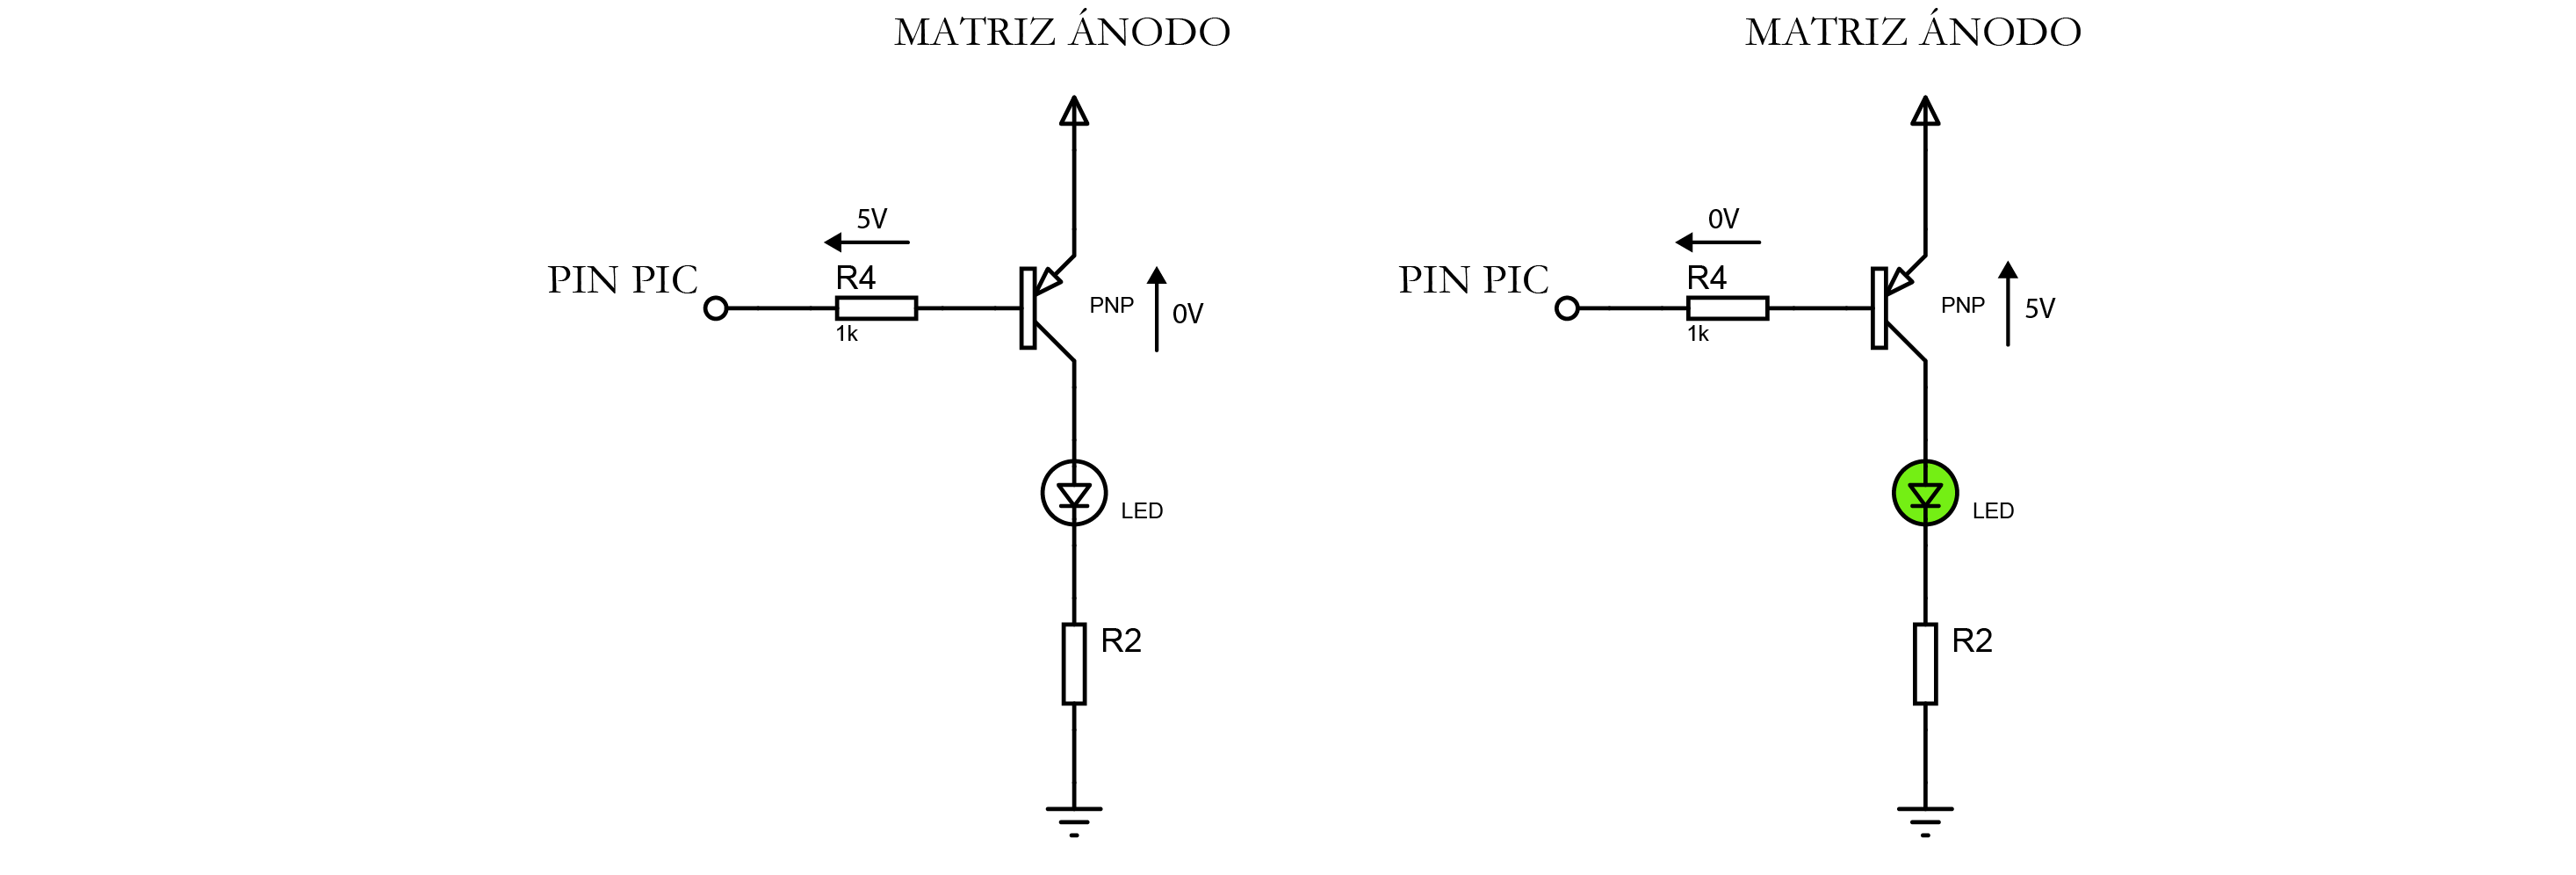 MATRIZ ÁNODO
5V
PIN PIC
R4
1k
PNP
0V
LED
R2
MATRIZ ÁNODO
0V
PIN PIC
R4
1k
PNP
5V
LED
R2